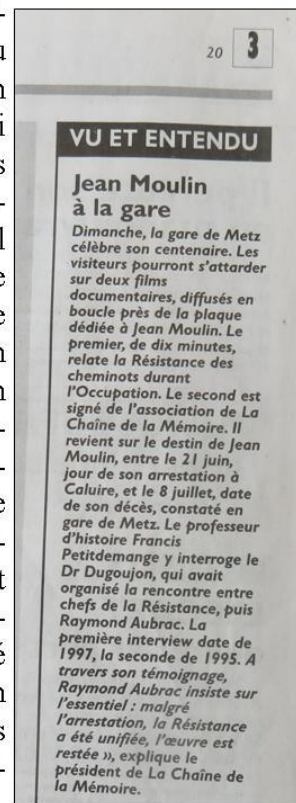 20 3
VU ET ENTENDU
Jean Moulin
à la gare
Dimanche, la gare de Metz
célèbre son centenaire. Les
visiteurs pourront s'attarder
sur deux films
documentaires, diffusés en
boucle près de la plaque
dédiée à Jean Moulin. Le
premier, de dix minutes,
relate la Résistance des
cheminots durant
l'Occupation. Le second est
signé de l'association de La
Chaîne de la Mémoire. Il
revient sur le destin de Jean
Moulin, entre le 21 juin,
jour de son arrestation à
Caluire, et le 8 juillet, date
de son décès, constaté en
gare de Metz. Le professeur
d'histoire Francis
Petitdemange y interroge le
Dr Dugoujon, qui avait
organisé la rencontre entre
chefs de la Résistance, puis
Raymond Aubrac. La
première interview date de
1997, la seconde de 1995. A
travers son témoignage,
Raymond Aubrac insiste sur
l'essentiel : malgré
l'arrestation, la Résistance
a été unifiée, l'œuvre est
restée », explique le
président de La Chaîne de
la Mémoire.